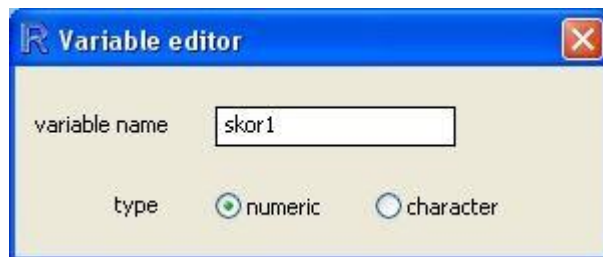 R Variable editor
variable name skor1
type numeric character